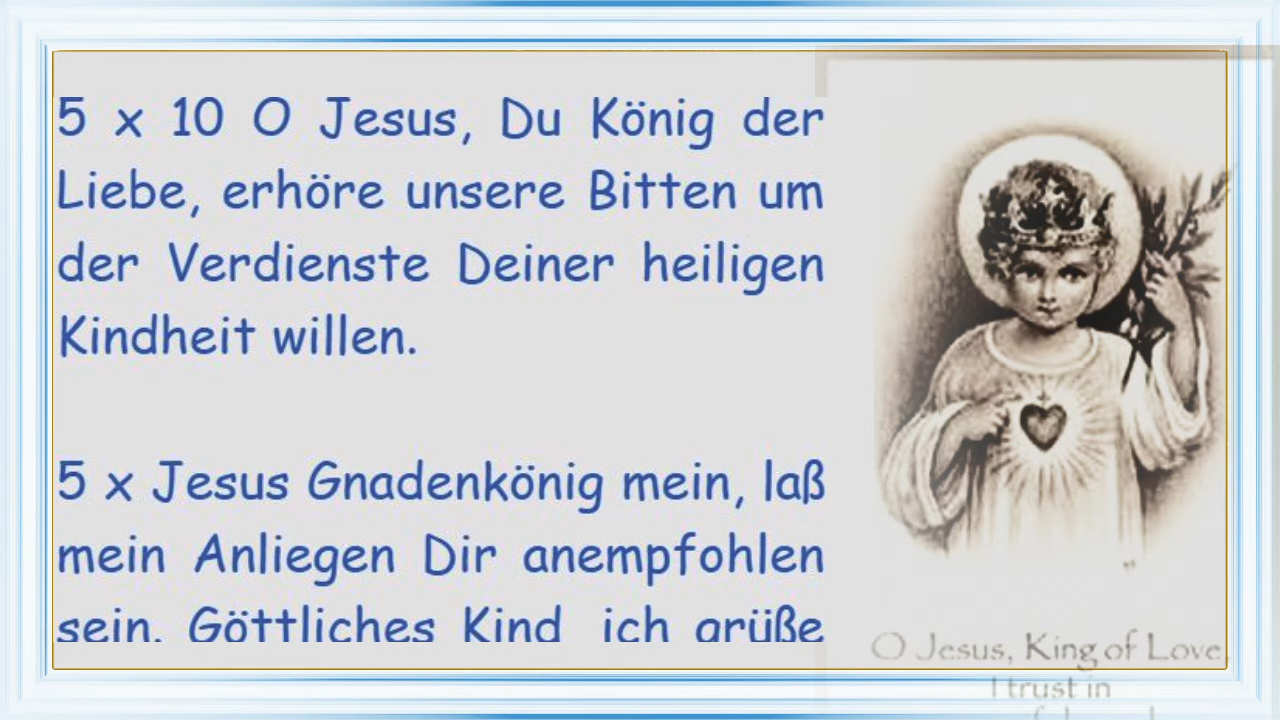 5 x 10 O Jesus, Du König der
Liebe, erhöre unsere Bitten um
der Verdienste Deiner heiligen
Kindheit willen.
5 x Jesus Gnadenkönig mein, laß
mein Anliegen Dir anempfohlen
sein. Göttliches Kind ich grüße
O Jesus, King of Love,
I trust in